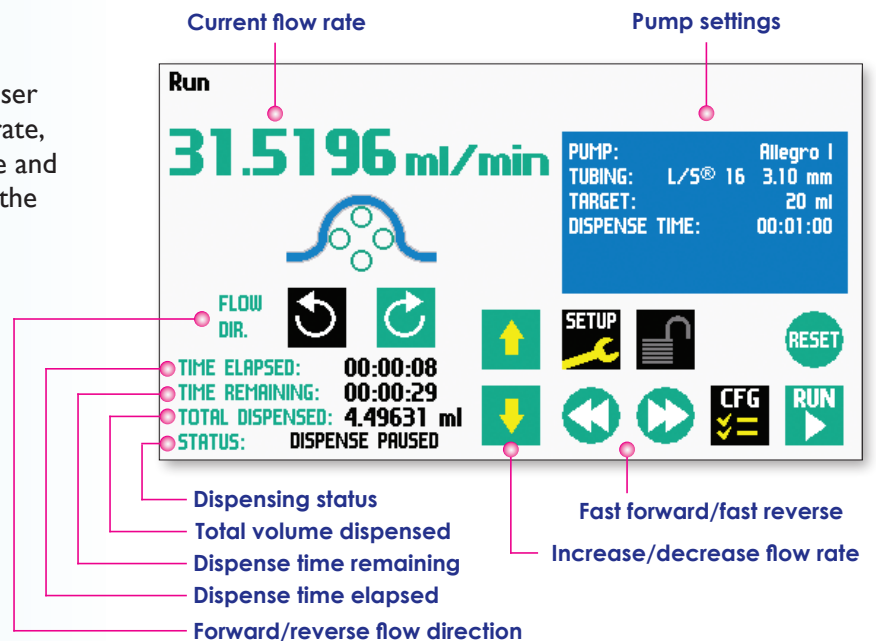 Current flow rate
Pump settings
ser
rate,
e and
the
Run
31.5196 ml/min
PUMP: Allegro I
TUBING: L/S® 16 3.10 mm
TARGET: 20 ml
DISPENSE TIME: 00:01:00
FLOW
DIR.
SETUP
RESET
TIME ELAPSED: 00:00:08
TIME REMAINING: 00:00:29
TOTAL DISPENSED: 4.49631 ml
STATUS: DISPENSE PAUSED
CFG
RUN
Dispensing status
Total volume dispensed
Dispense time remaining
Dispense time elapsed
Forward/reverse flow direction
Fast forward/fast reverse
Increase/decrease flow rate